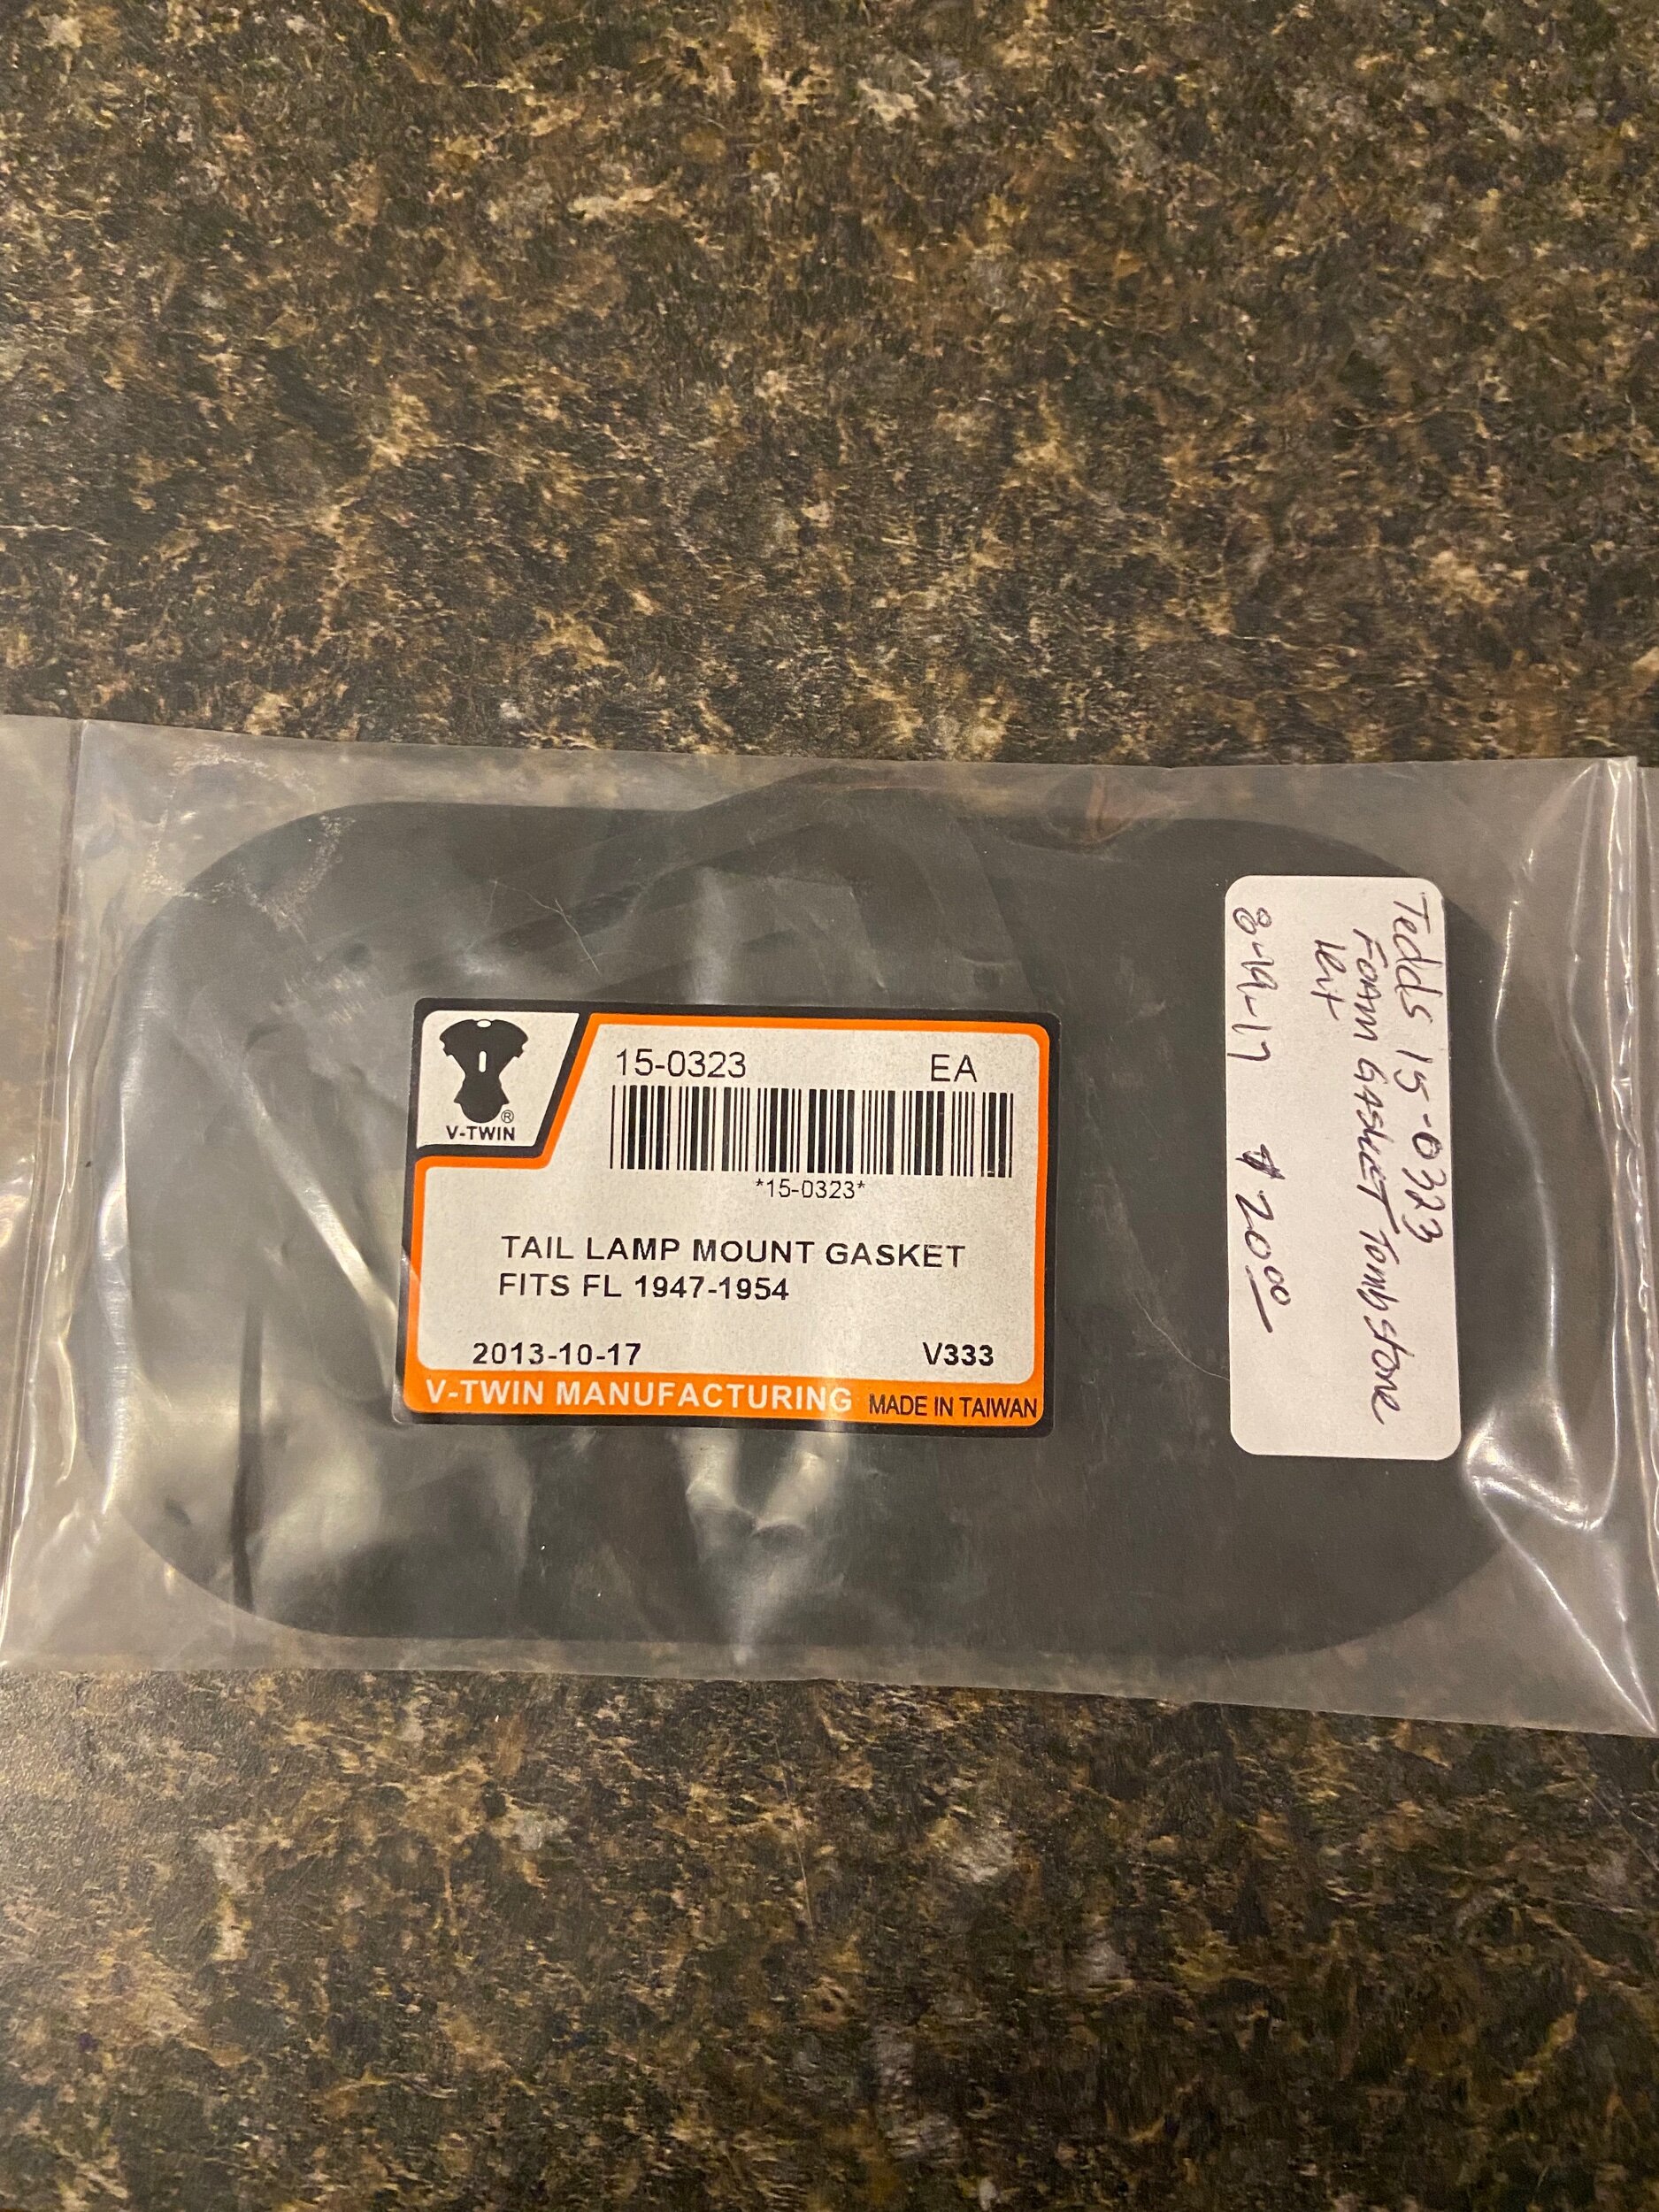 15-0323 EA
*15-0323*
® 
V-TWIN
TAIL LAMP MOUNT GASKET
FITS FL 1947-1954
2013-10-17 V333
V-TWIN MANUFACTURING MADE IN TAIWAN
Tedds 15-0323
FOAM GASKET Tombstone
kit
8-19-17 $20.00